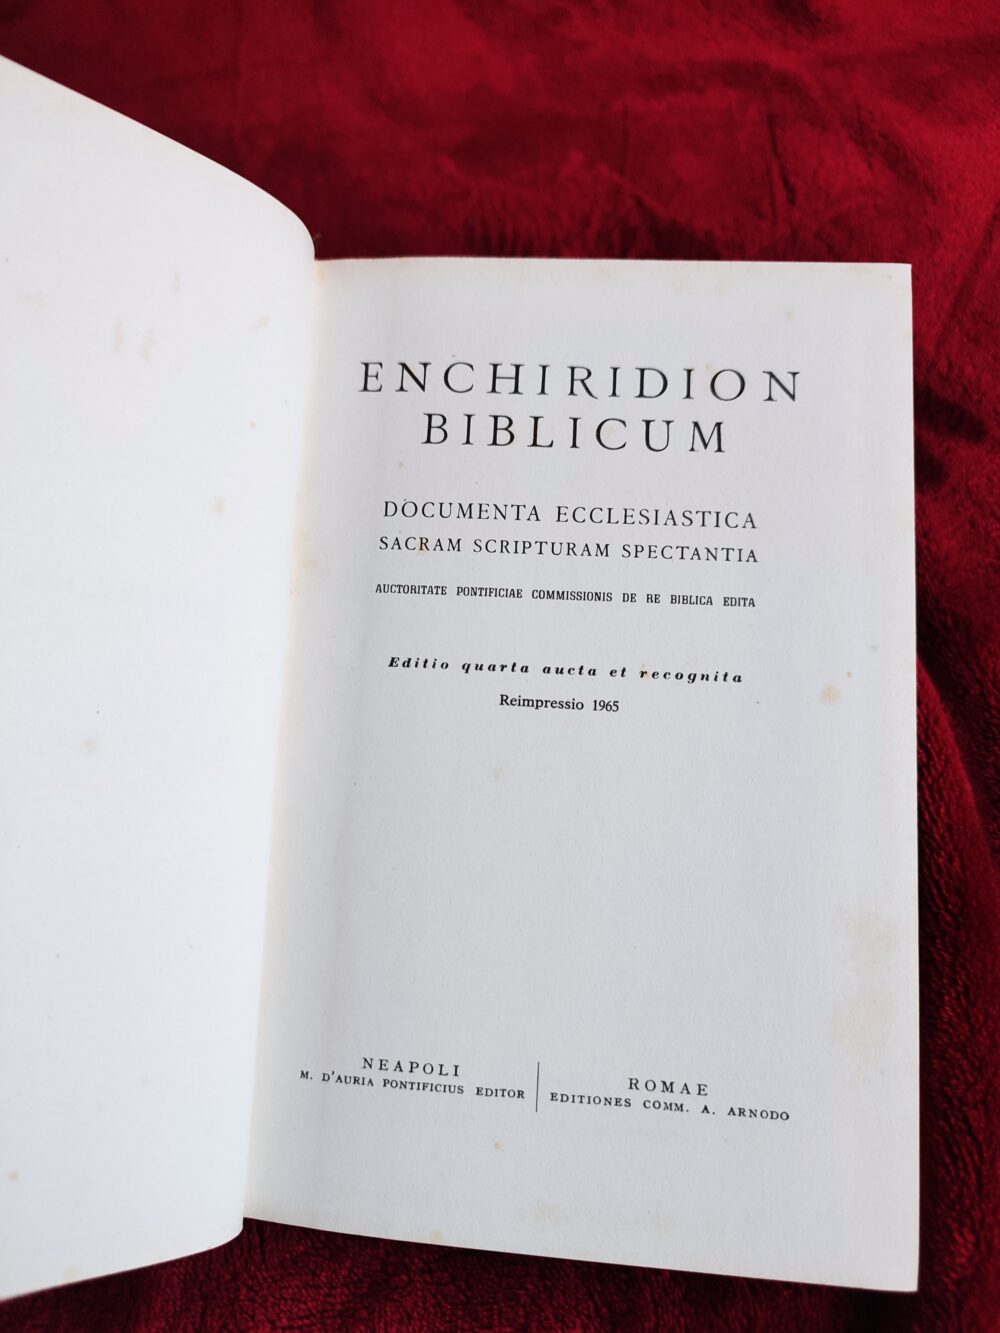 ENCHIRIDION
BIBLICUM
DOCUMENTA ECCLESIASTICA
SACRAM SCRIPTURAM SPECTANTIA
AUCTORITATE PONTIFICIAE COMMISSIONIS DE RE BIBLICA EDITA
Editio quarta aucta et recognita
Reimpressio 1965
NEAPOLI
M. D'AURIA PONTIFICIUS EDITOR
ROMAE
EDITIONES COMM. A. ARNODO